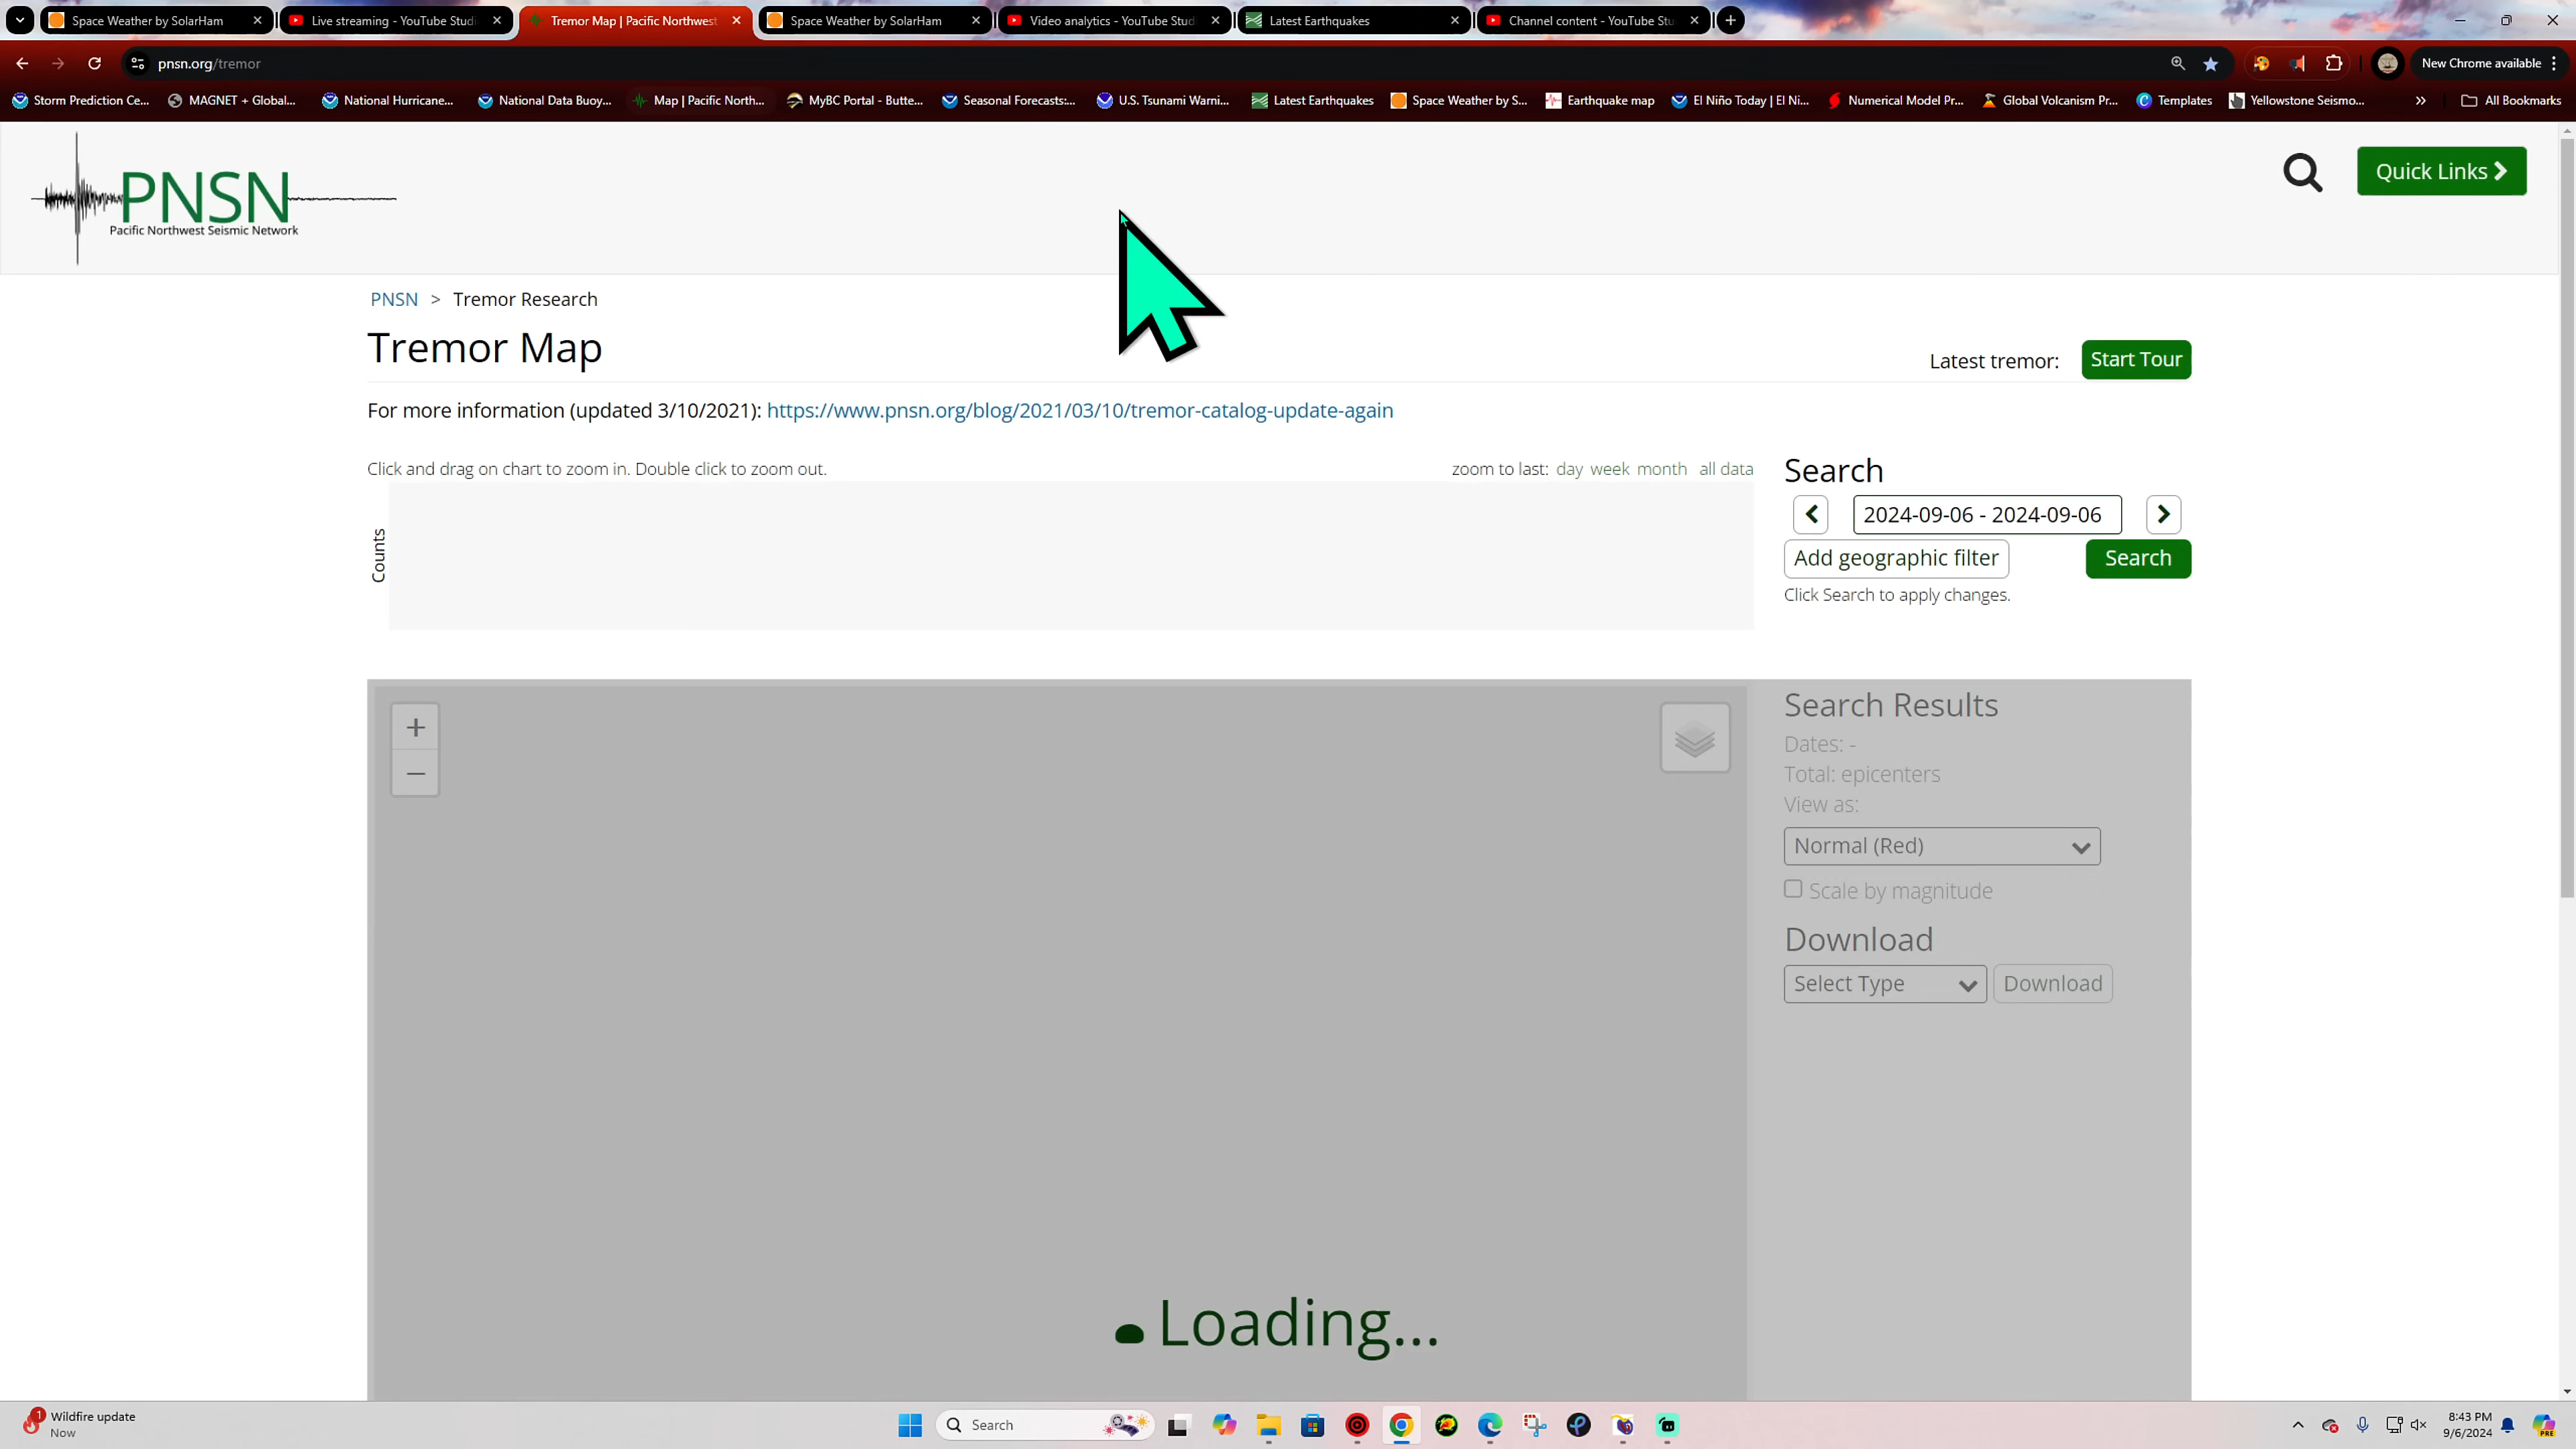 Space Weather by SolarHam
Live streaming - YouTube Studi
Tremor Map | Pacific Northwest
Space Weather by SolarHam
Video analytics - YouTube Stud
Latest Earthquakes
Channel content - YouTube Stu
pnsn.org/tremor
New Chrome available
Storm Prediction Ce...
MAGNET + Global...
National Hurricane...
National Data Buoy...
Map | Pacific North...
MyBC Portal - Butte...
Seasonal Forecasts:...
U.S. Tsunami Warni...
Latest Earthquakes
Space Weather by S...
Earthquake map
El Niño Today | El Ni...
Numerical Model Pr...
Global Volcanism Pr...
Templates
Yellowstone Seismo...
All Bookmarks
PNSN
Pacific Northwest Seismic Network
Quick Links
PNSN > Tremor Research
Tremor Map
Latest tremor:
Start Tour
For more information (updated 3/10/2021): https://www.pnsn.org/blog/2021/03/10/tremor-catalog-update-again
Click and drag on chart to zoom in. Double click to zoom out.
zoom to last: day week month all data
Counts
Search
2024-09-06 - 2024-09-06
Add geographic filter
Search
Click Search to apply changes.
+
−
Search Results
Dates: -
Total: epicenters
View as:
Normal (Red)
Scale by magnitude
Download
Select Type
Download
Loading...
1
Wildfire update
Now
Search
8:43 PM
9/6/2024
PRE